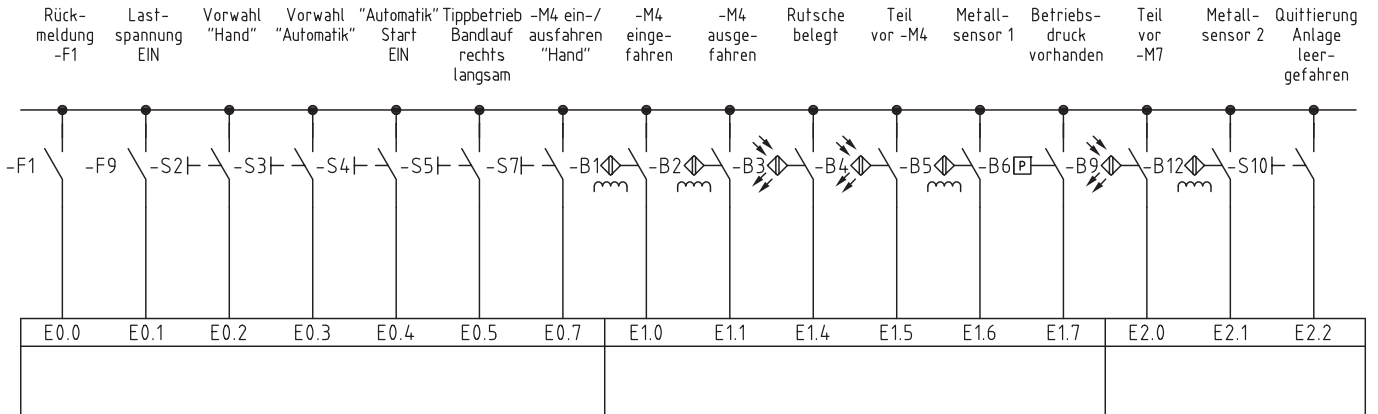 Rück-
meldung
-F1
Last-
spannung
EIN
Vorwahl
"Hand"
Vorwahl
"Automatik"
"Automatik"
Start
EIN
Tippbetrieb
Bandlauf
rechts
langsam
-M4 ein-/
ausfahren
"Hand"
-M4
einge-
fahren
-M4
ausge-
fahren
Rutsche
belegt
Teil
vor -M4
Metall-
sensor 1
Betriebs-
druck
vorhanden
Teil
vor
-M7
Metall-
sensor 2
Quittierung
Anlage
leer-
gefahren
-F1 -F9 -S2 -S3 -S4 -S5 -S7 -B1 -B2 -B3 -B4 -B5 -B6 P -B9 -B12 -S10
E0.0 E0.1 E0.2 E0.3 E0.4 E0.5 E0.7 E1.0 E1.1 E1.4 E1.5 E1.6 E1.7 E2.0 E2.1 E2.2